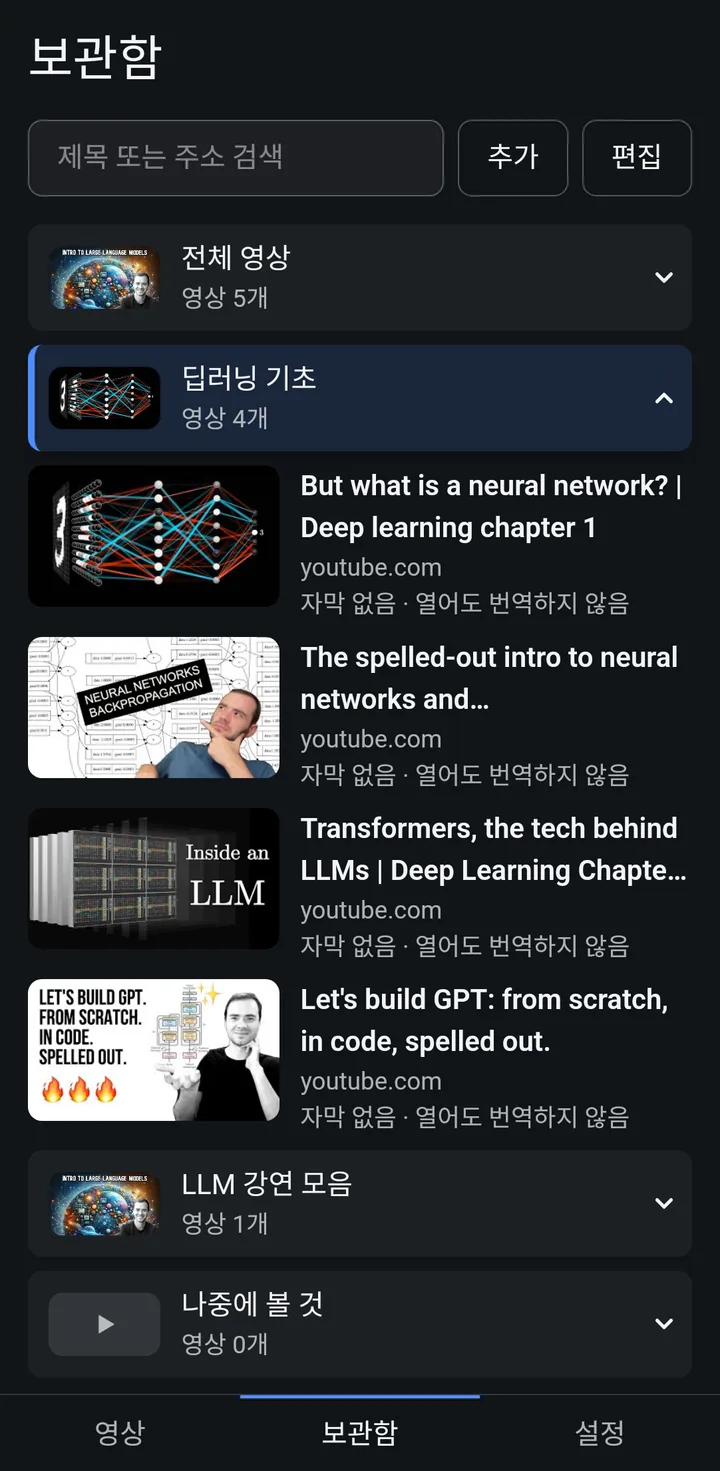 보관함
제목 또는 주소 검색
추가
편집
INTRO TO LARGE LANGUAGE MODELS
전체 영상
영상 5개
딥러닝 기초
영상 4개
3
But what is a neural network? |
Deep learning chapter 1
youtube.com
자막 없음 · 열어도 번역하지 않음
NEURAL NETWORKS
BACKPROPAGATION
The spelled-out intro to neural
networks and…
youtube.com
자막 없음 · 열어도 번역하지 않음
Inside an
LLM
Transformers, the tech behind
LLMs | Deep Learning Chapte…
youtube.com
자막 없음 · 열어도 번역하지 않음
LET'S BUILD GPT.
FROM SCRATCH.
IN CODE.
SPELLED OUT.
Let's build GPT: from scratch,
in code, spelled out.
youtube.com
자막 없음 · 열어도 번역하지 않음
INTRO TO LARGE LANGUAGE MODELS
LLM 강연 모음
영상 1개
나중에 볼 것
영상 0개
영상
보관함
설정